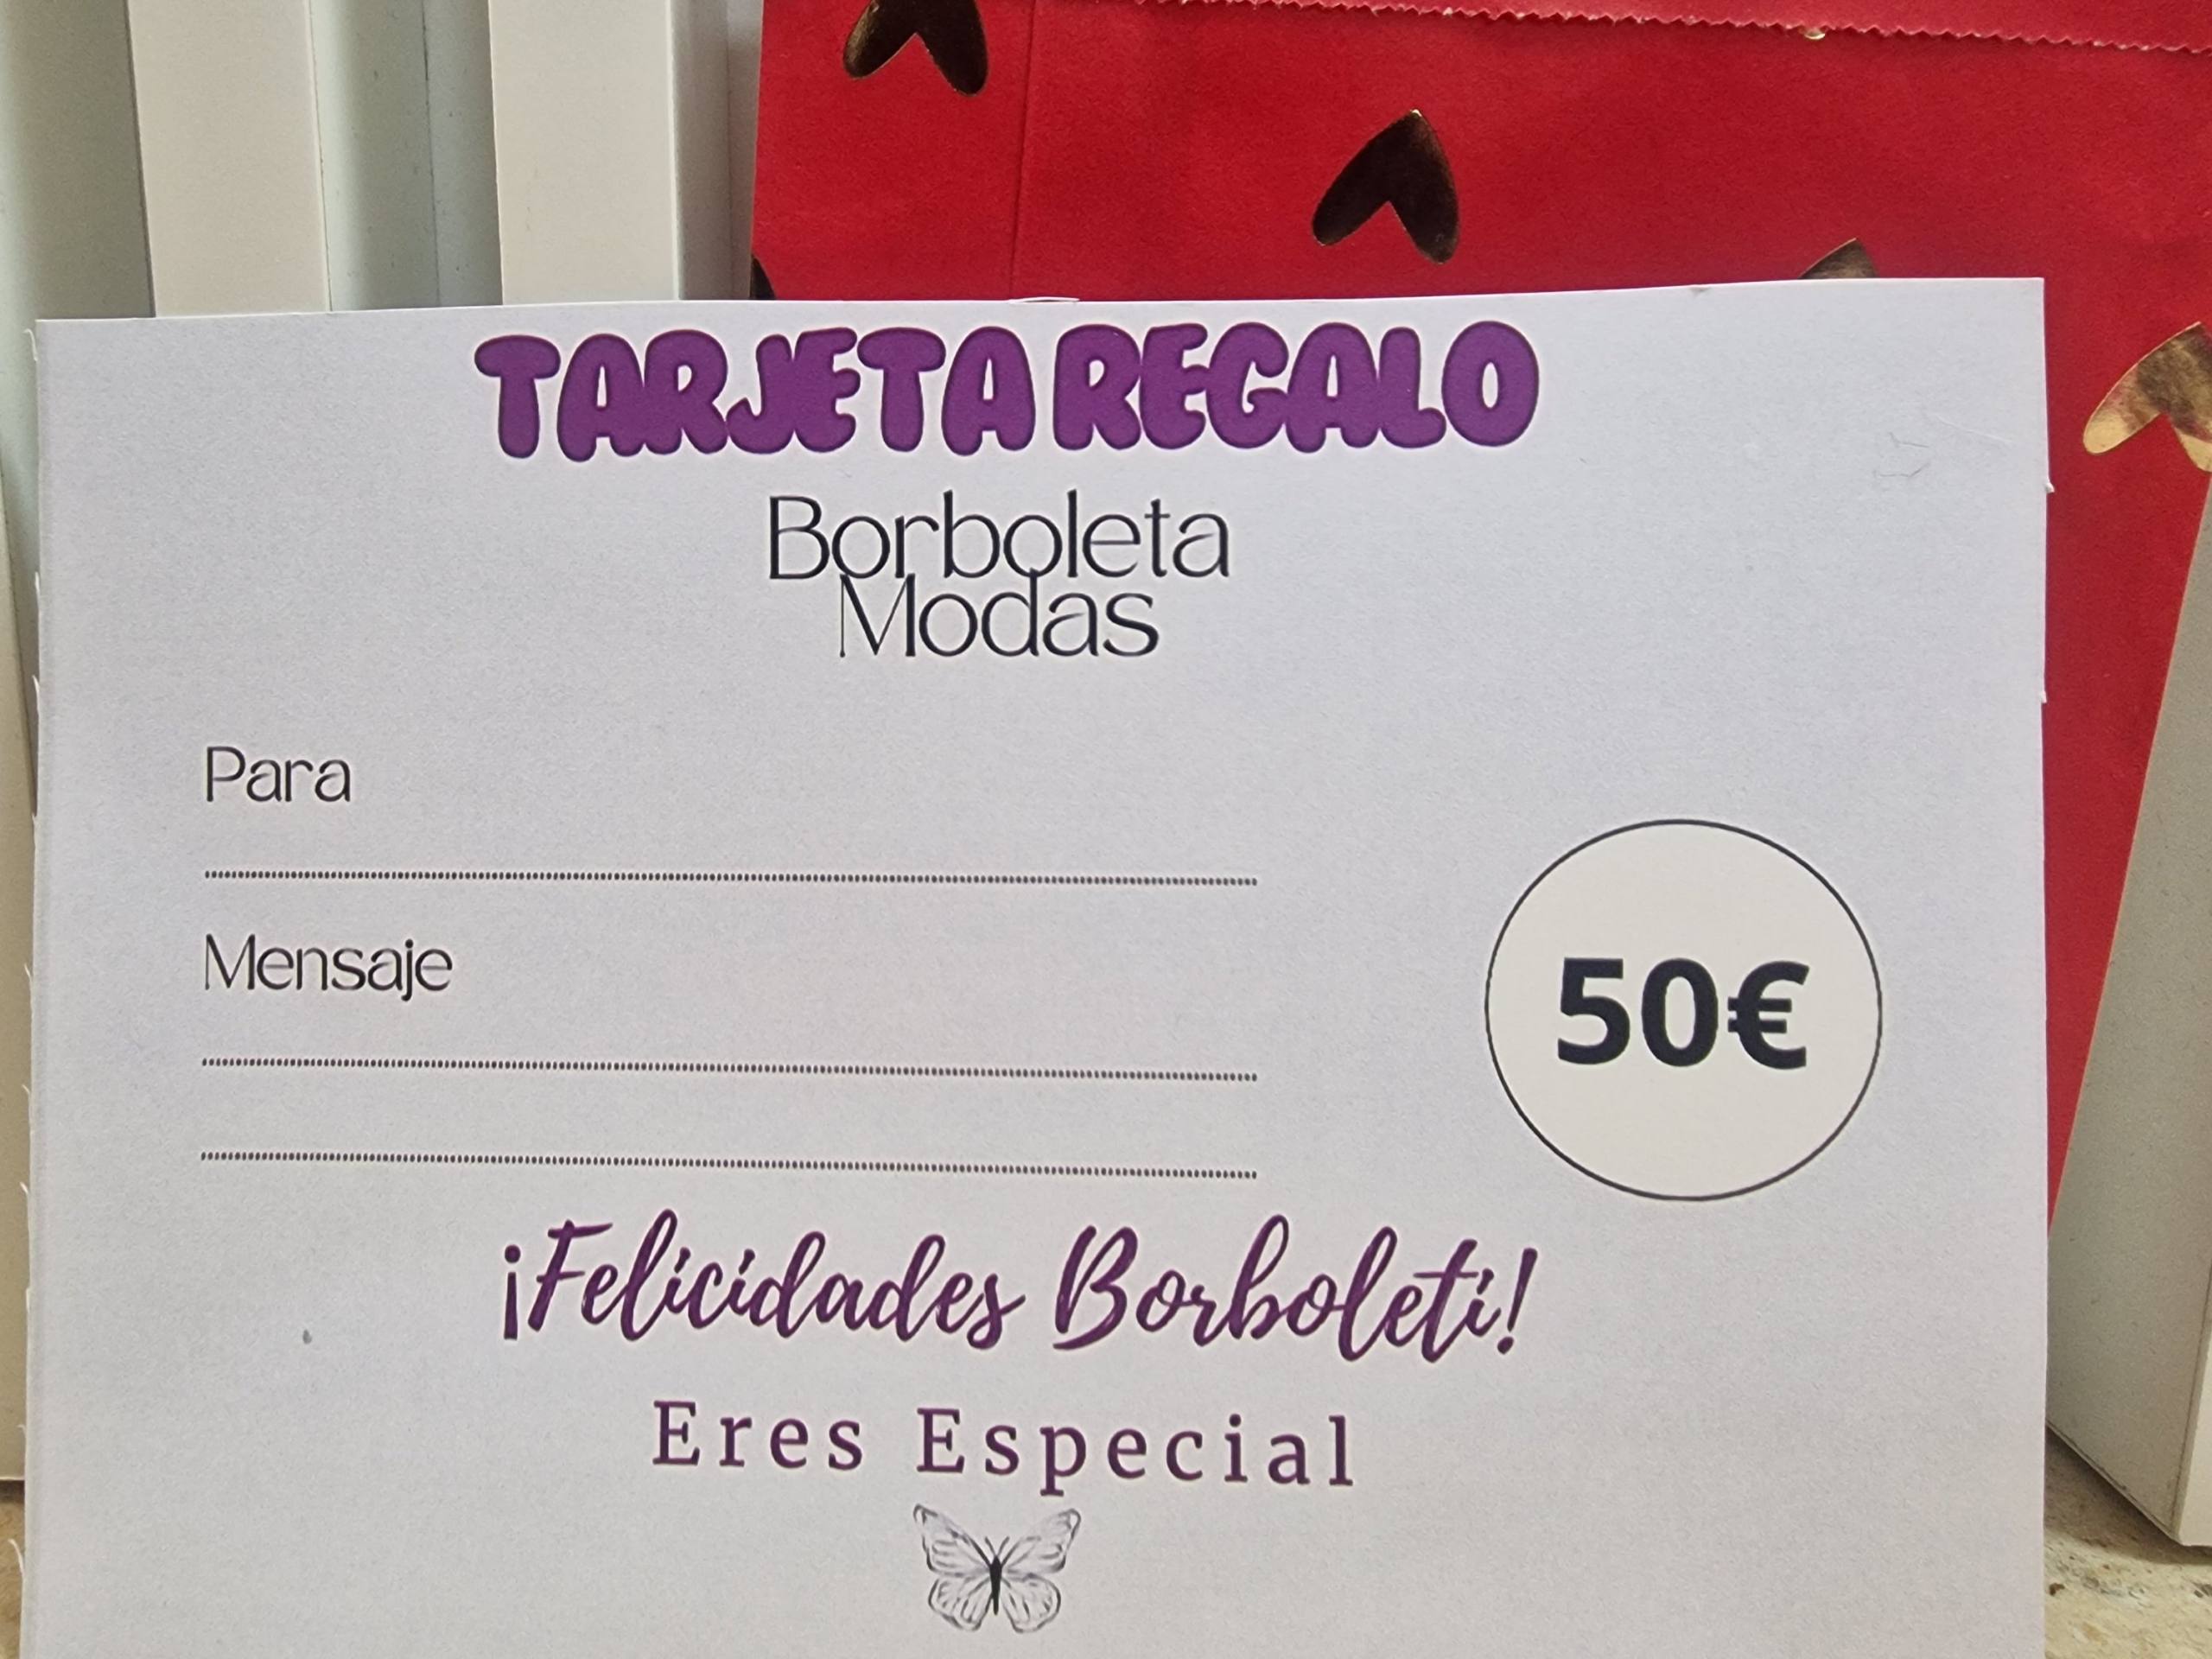 TARJETA REGALO
Borboleta
Modas
Para
Mensaje
50€
¡Felicidades Borboleti!
Eres Especial